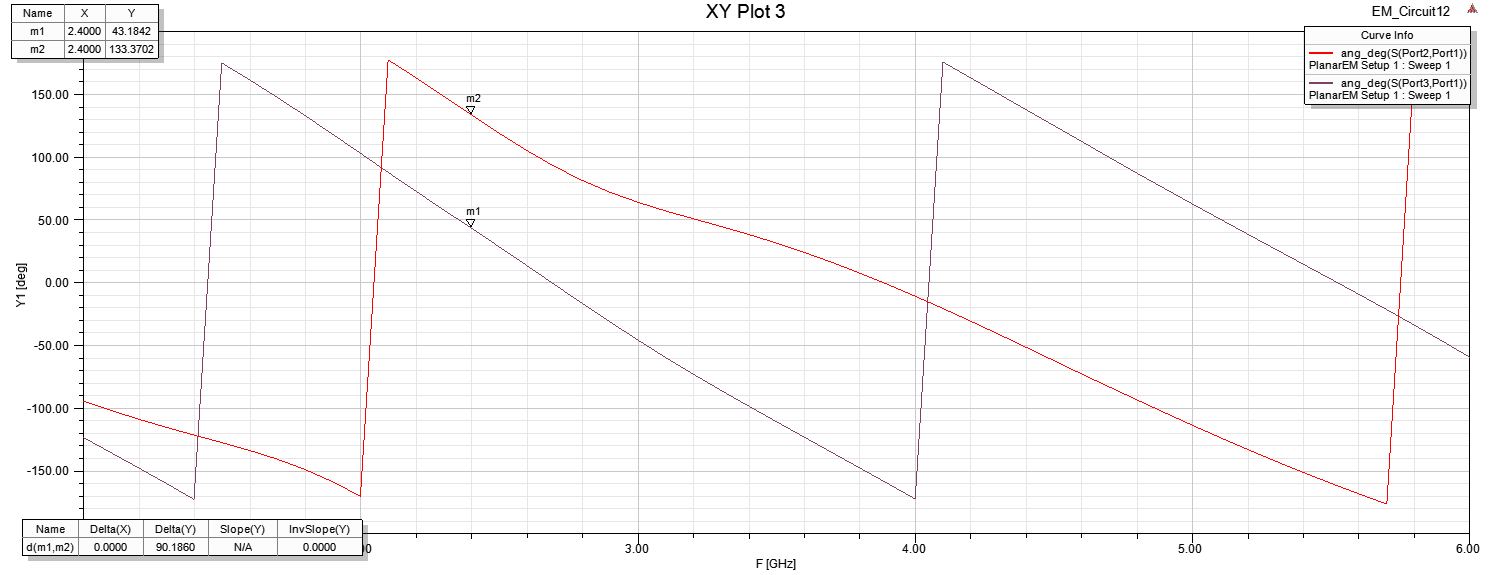 XY Plot 3
EM_Circuit12
Name X Y
m1 2.4000 43.1842
m2 2.4000 133.3702
Curve Info
ang_deg(S(Port2,Port1))
PlanarEM Setup 1 : Sweep 1
ang_deg(S(Port3,Port1))
PlanarEM Setup 1 : Sweep 1
150.00
100.00
50.00
0.00
-50.00
-100.00
-150.00
Y1 [deg]
m2
m1
Name Delta(X) Delta(Y) Slope(Y) InvSlope(Y)
d(m1,m2) 0.0000 90.1860 N/A 0.0000
3.00 4.00 5.00 6.00
F [GHz]